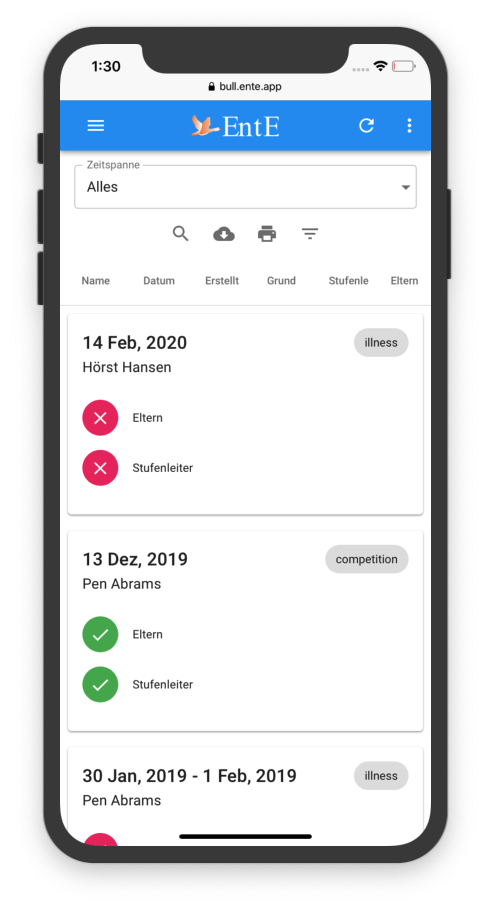 1:30
bull.ente.app
EntE
Zeitspanne
Alles
Name Datum Erstellt Grund Stufenle Eltern
14 Feb, 2020 illness
Hörst Hansen
Eltern
Stufenleiter
13 Dez, 2019 competition
Pen Abrams
Eltern
Stufenleiter
30 Jan, 2019 - 1 Feb, 2019 illness
Pen Abrams